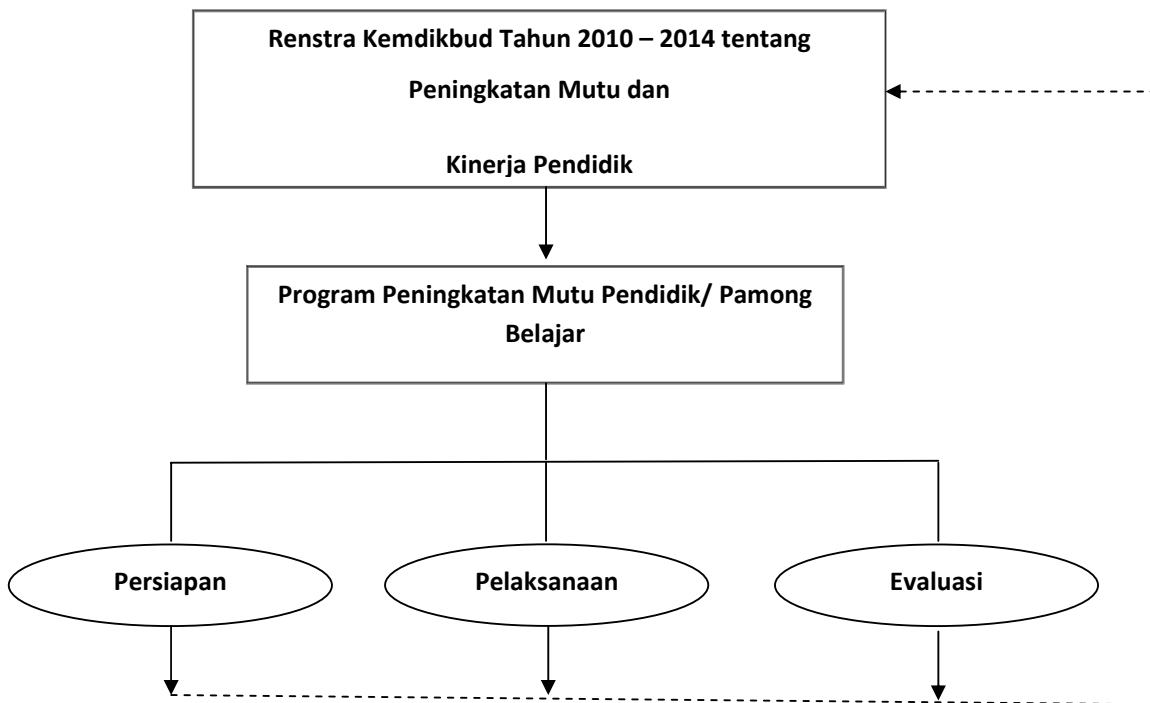 Renstra Kemdikbud Tahun 2010 – 2014 tentang
Peningkatan Mutu dan
Kinerja Pendidik
Program Peningkatan Mutu Pendidik/ Pamong
Belajar
Persiapan
Pelaksanaan
Evaluasi